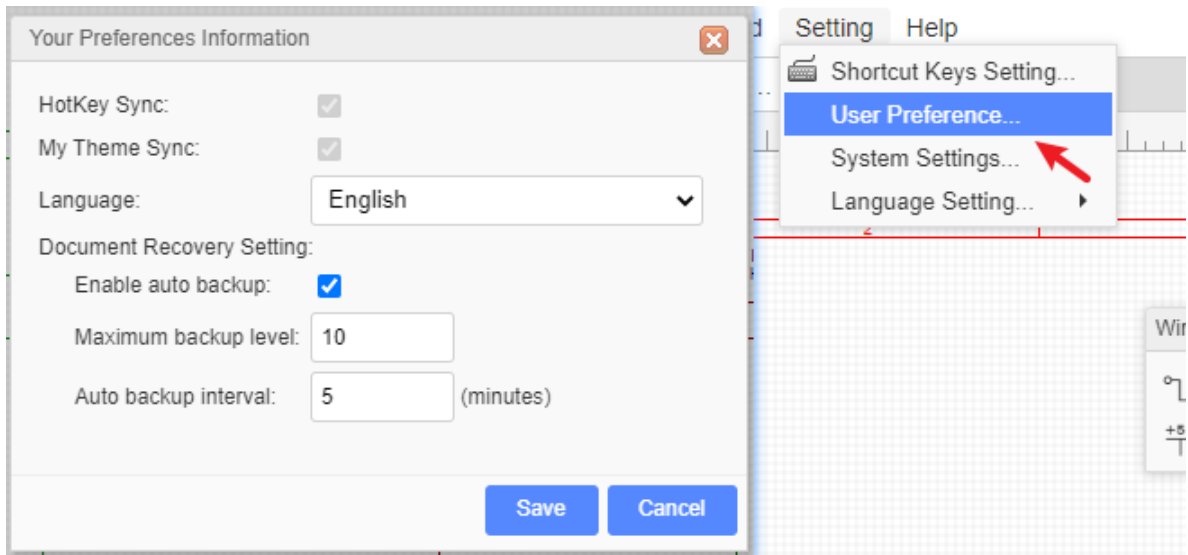 Your Preferences Information
HotKey Sync:
My Theme Sync:
Language: English
Document Recovery Setting:
Enable auto backup:
Maximum backup level: 10
Auto backup interval: 5 (minutes)
Save Cancel
Setting Help
Shortcut Keys Setting...
User Preference...
System Settings...
Language Setting...
2
+5